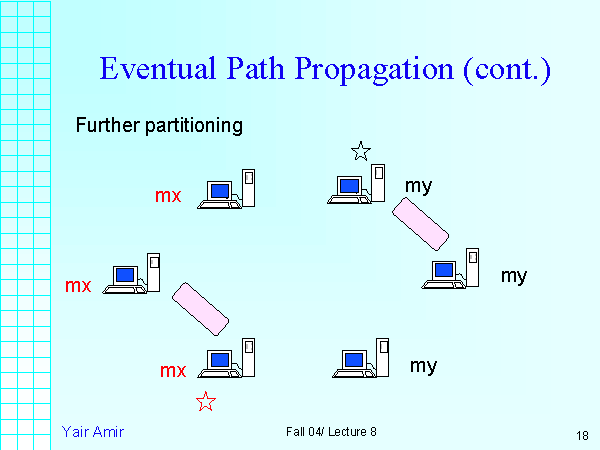 Eventual Path Propagation (cont.)
Further partitioning
mx
my
mx
my
mx
my
Yair Amir
Fall 04/ Lecture 8
18